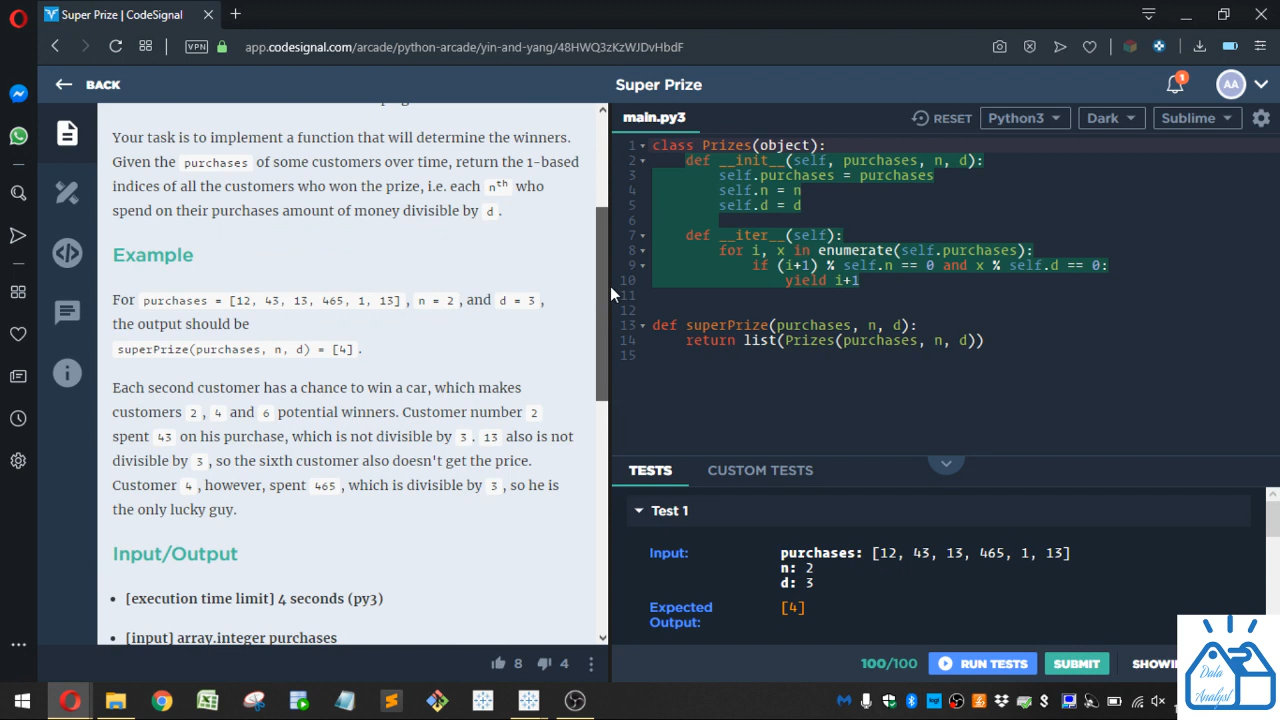 Super Prize | CodeSignal
VPN
app.codesignal.com/arcade/python-arcade/yin-and-yang/48HWQ3zKzWJDvHbdF
BACK
Super Prize
1
AA
Your task is to implement a function that will determine the winners.
Given the purchases of some customers over time, return the 1-based
indices of all the customers who won the prize, i.e. each nth who
spend on their purchases amount of money divisible by d.
Example
For purchases = [12, 43, 13, 465, 1, 13], n = 2, and d = 3,
the output should be
superPrize(purchases, n, d) = [4].
Each second customer has a chance to win a car, which makes
customers 2, 4 and 6 potential winners. Customer number 2
spent 43 on his purchase, which is not divisible by 3. 13 also is not
divisible by 3, so the sixth customer also doesn't get the price.
Customer 4, however, spent 465, which is divisible by 3, so he is
the only lucky guy.
Input/Output
• [execution time limit] 4 seconds (py3)
• [input] array.integer purchases
8 4
main.py3
RESET Python3 Dark Sublime
1 class Prizes(object):
2 def __init__(self, purchases, n, d):
3 self.purchases = purchases
4 self.n = n
5 self.d = d
6
7 def __iter__(self):
8 for i, x in enumerate(self.purchases):
9 if (i+1) % self.n == 0 and x % self.d == 0:
10 yield i+1
11
12
13 def superPrize(purchases, n, d):
14 return list(Prizes(purchases, n, d))
15
TESTS CUSTOM TESTS
Test 1
Input: purchases: [12, 43, 13, 465, 1, 13]
n: 2
d: 3
Expected Output: [4]
100/100 RUN TESTS SUBMIT SHOWI
Data
Analyst